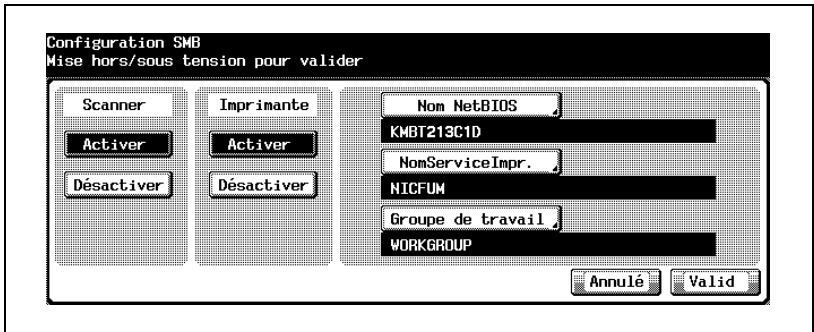 Configuration SMB
Mise hors/sous tension pour valider
Scanner
Activer
Désactiver
Imprimante
Activer
Désactiver
Nom NetBIOS
KMBT213C1D
NomServiceImpr.
NICFUM
Groupe de travail
WORKGROUP
Annulé
Valid